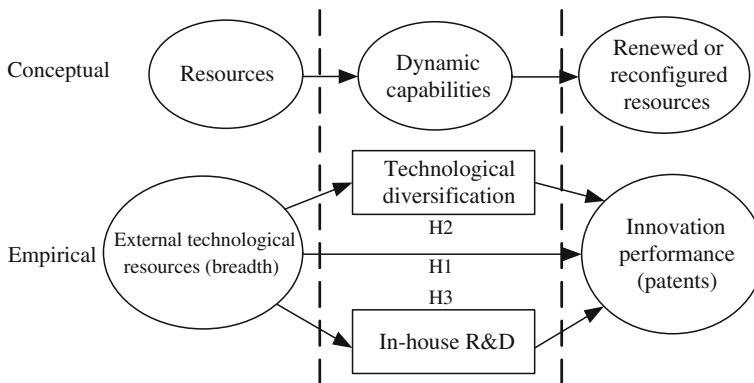 Conceptual
Resources
Dynamic
capabilities
Renewed or
reconfigured
resources
Technological
diversification
H2
Empirical
External technological
resources (breadth)
H1
Innovation
performance
(patents)
H3
In-house R&D